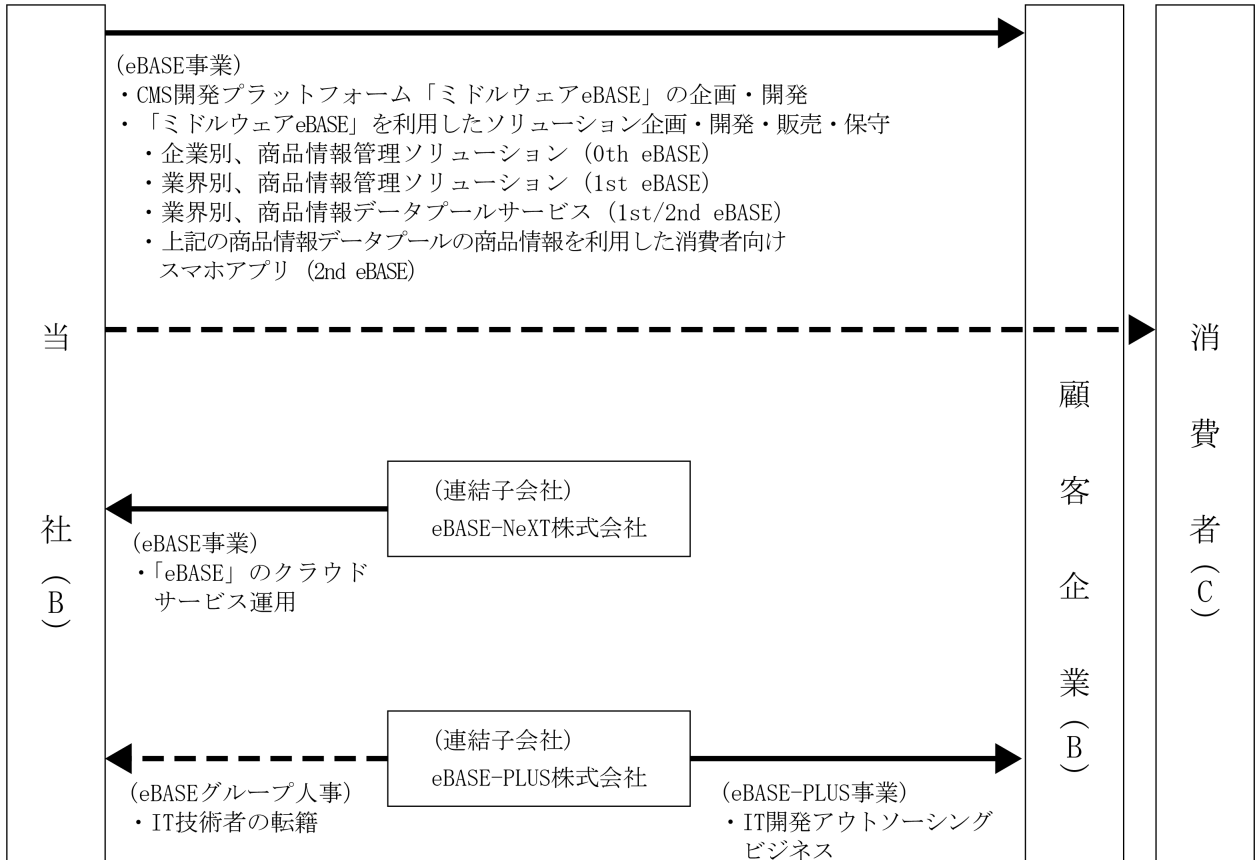 当社(B)
(eBASE事業)
・CMS開発プラットフォーム「ミドルウェアeBASE」の企画・開発
・「ミドルウェアeBASE」を利用したソリューション企画・開発・販売・保守
・企業別、商品情報管理ソリューション(0th eBASE)
・業界別、商品情報管理ソリューション(1st eBASE)
・業界別、商品情報データプールサービス(1st/2nd eBASE)
・上記の商品情報データプールの商品情報を利用した消費者向け
スマホアプリ(2nd eBASE)
(連結子会社)
eBASE-NeXT株式会社
(eBASE事業)
・「eBASE」のクラウド
サービス運用
(連結子会社)
eBASE-PLUS株式会社
(eBASEグループ人事)
・IT技術者の転籍
(eBASE-PLUS事業)
・IT開発アウトソーシング
ビジネス
顧客企業(B)
消費者(C)